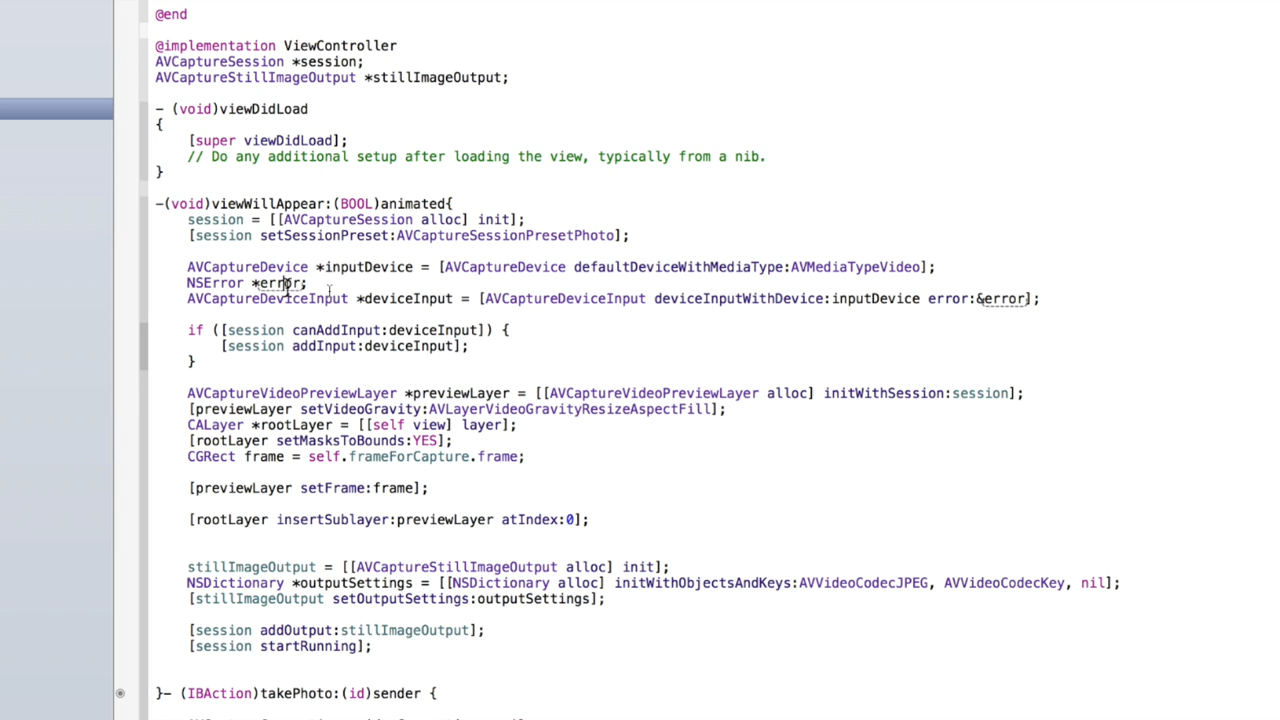 @end
@implementation ViewController
AVCaptureSession *session;
AVCaptureStillImageOutput *stillImageOutput;
- (void)viewDidLoad
{
[super viewDidLoad];
// Do any additional setup after loading the view, typically from a nib.
}
-(void)viewWillAppear:(BOOL)animated{
session = [[AVCaptureSession alloc] init];
[session setSessionPreset:AVCaptureSessionPresetPhoto];
AVCaptureDevice *inputDevice = [AVCaptureDevice defaultDeviceWithMediaType:AVMediaTypeVideo];
NSError *error;
AVCaptureDeviceInput *deviceInput = [AVCaptureDeviceInput deviceInputWithDevice:inputDevice error:&error];
if ([session canAddInput:deviceInput]) {
[session addInput:deviceInput];
}
AVCaptureVideoPreviewLayer *previewLayer = [[AVCaptureVideoPreviewLayer alloc] initWithSession:session];
[previewLayer setVideoGravity:AVLayerVideoGravityResizeAspectFill];
CALayer *rootLayer = [[self view] layer];
[rootLayer setMasksToBounds:YES];
CGRect frame = self.frameForCapture.frame;
[previewLayer setFrame:frame];
[rootLayer insertSublayer:previewLayer atIndex:0];
stillImageOutput = [[AVCaptureStillImageOutput alloc] init];
NSDictionary *outputSettings = [[NSDictionary alloc] initWithObjectsAndKeys:AVVideoCodecJPEG, AVVideoCodecKey, nil];
[stillImageOutput setOutputSettings:outputSettings];
[session addOutput:stillImageOutput];
[session startRunning];
}- (IBAction)takePhoto:(id)sender {